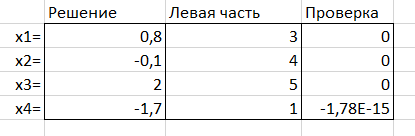 Решение Левая часть Проверка
x1= 0,8 3 0
x2= -0,1 4 0
x3= 2 5 0
x4= -1,7 1 -1,78E-15